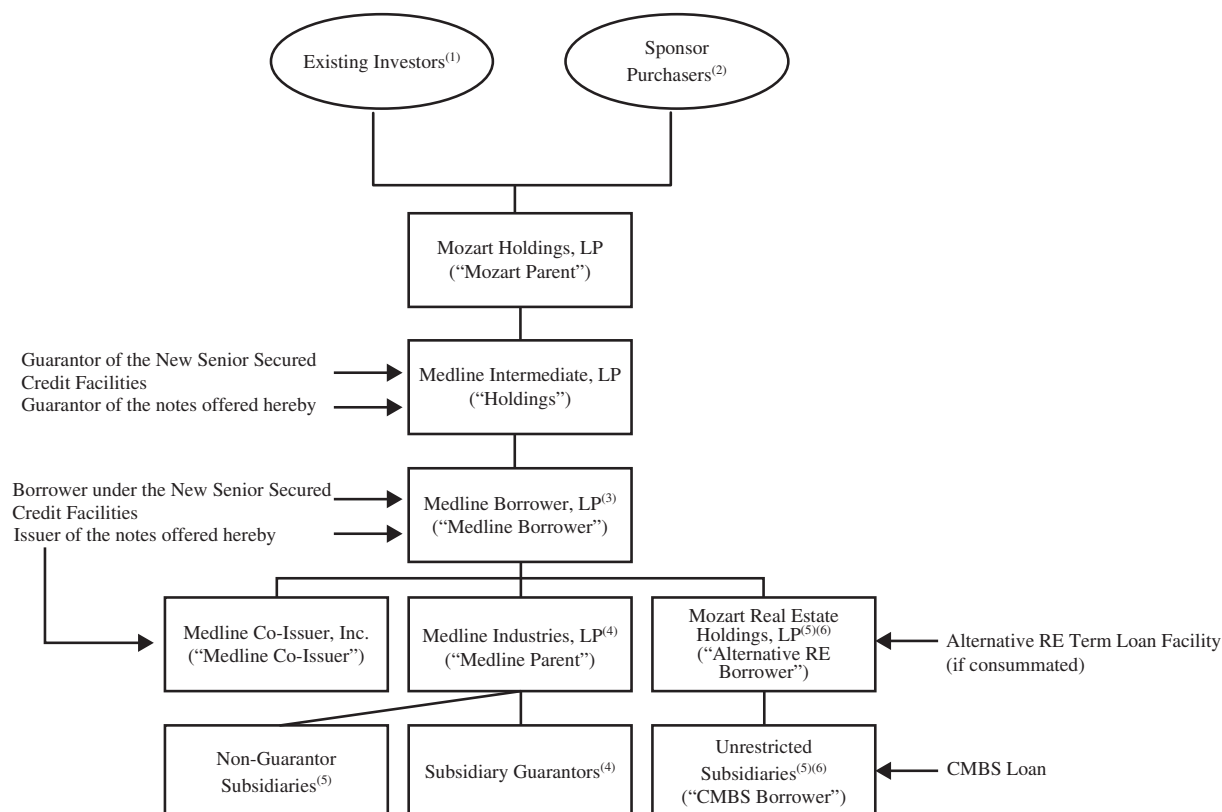 Existing Investors(1)
Sponsor
Purchasers(2)
Mozart Holdings, LP
(“Mozart Parent”)
Guarantor of the New Senior Secured
Credit Facilities
Guarantor of the notes offered hereby
Medline Intermediate, LP
(“Holdings”)
Borrower under the New Senior Secured
Credit Facilities
Issuer of the notes offered hereby
Medline Borrower, LP(3)
(“Medline Borrower”)
Medline Co-Issuer, Inc.
(“Medline Co-Issuer”)
Medline Industries, LP(4)
(“Medline Parent”)
Mozart Real Estate
Holdings, LP(5)(6)
(“Alternative RE
Borrower”)
Alternative RE Term Loan Facility
(if consummated)
Non-Guarantor
Subsidiaries(5)
Subsidiary Guarantors(4)
Unrestricted
Subsidiaries(5)(6)
(“CMBS Borrower”)
CMBS Loan